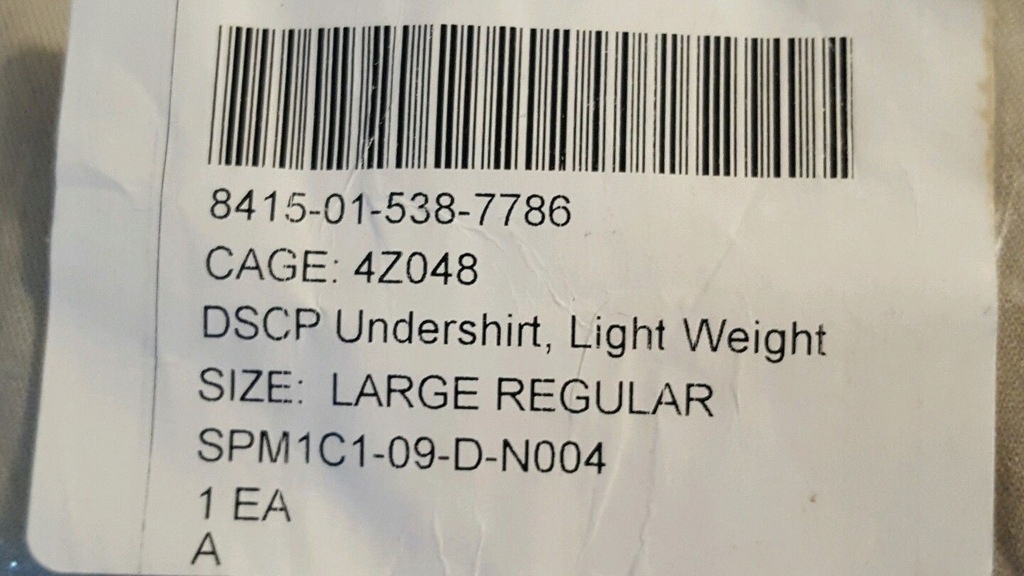 8415-01-538-7786
CAGE: 4Z048
DSCP Undershirt, Light Weight
SIZE: LARGE REGULAR
SPM1C1-09-D-N004
1 EA
A